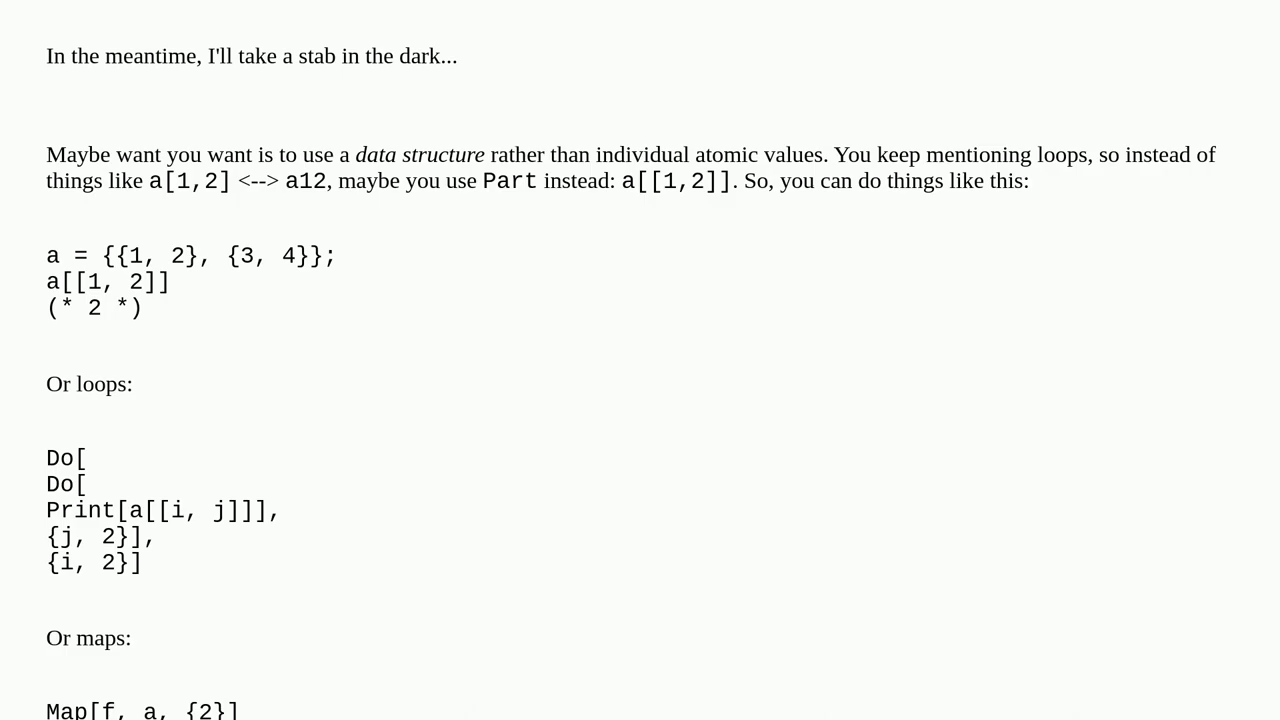 In the meantime, I'll take a stab in the dark...
Maybe want you want is to use a data structure rather than individual atomic values. You keep mentioning loops, so instead of
things like a[1,2] <--> a12, maybe you use Part instead: a[[1,2]]. So, you can do things like this:
a = {{1, 2}, {3, 4}};
a[[1, 2]]
(* 2 *)
Or loops:
Do[
Do[
Print[a[[i, j]]],
{j, 2}],
{i, 2}]
Or maps:
Map[f, a, {2}]